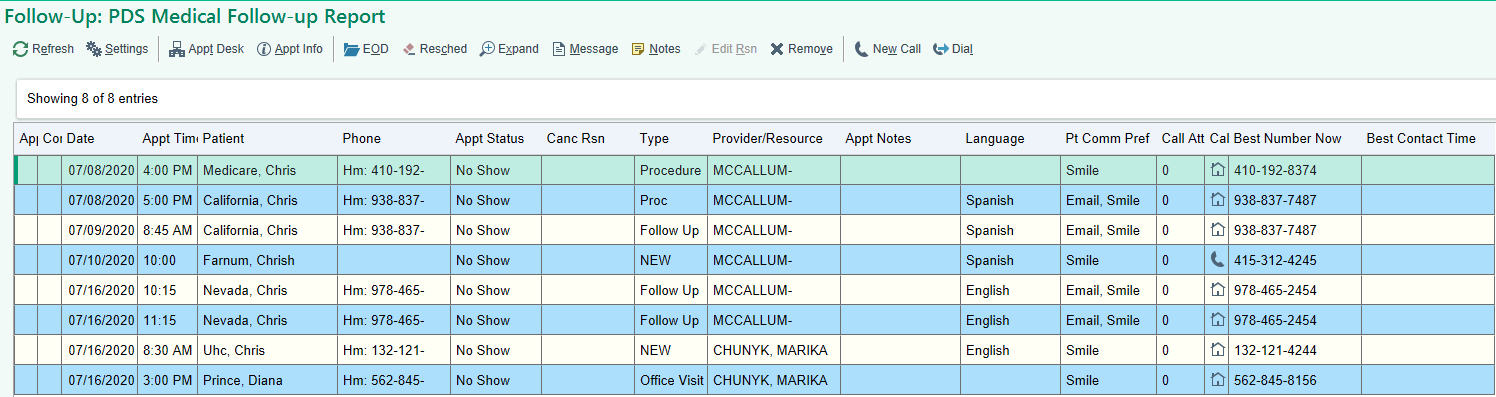 Follow-Up: PDS Medical Follow-up Report
Refresh Settings Appt Desk Appt Info EOD Resched Expand Message Notes Edit Rsn Remove New Call Dial
Showing 8 of 8 entries
App Cor Date Appt Time Patient Phone Appt Status Canc Rsn Type Provider/Resource Appt Notes Language Pt Comm Pref Call Att Cal Best Number Now Best Contact Time
07/08/2020 4:00 PM Medicare, Chris Hm: 410-192- No Show Procedure MCCALLUM- Smile 0 410-192-8374
07/08/2020 5:00 PM California, Chris Hm: 938-837- No Show Proc MCCALLUM- Spanish Email, Smile 0 938-837-7487
07/09/2020 8:45 AM California, Chris Hm: 938-837- No Show Follow Up MCCALLUM- Spanish Email, Smile 0 938-837-7487
07/10/2020 10:00 Farnum, Chrish No Show NEW MCCALLUM- Spanish Smile 0 415-312-4245
07/16/2020 10:15 Nevada, Chris Hm: 978-465- No Show Follow Up MCCALLUM- English Email, Smile 0 978-465-2454
07/16/2020 11:15 Nevada, Chris Hm: 978-465- No Show Follow Up MCCALLUM- English Email, Smile 0 978-465-2454
07/16/2020 8:30 AM Uhc, Chris Hm: 132-121- No Show NEW CHUNYK, MARIKA English Smile 0 132-121-4244
07/16/2020 3:00 PM Prince, Diana Hm: 562-845- No Show Office Visit CHUNYK, MARIKA Smile 0 562-845-8156